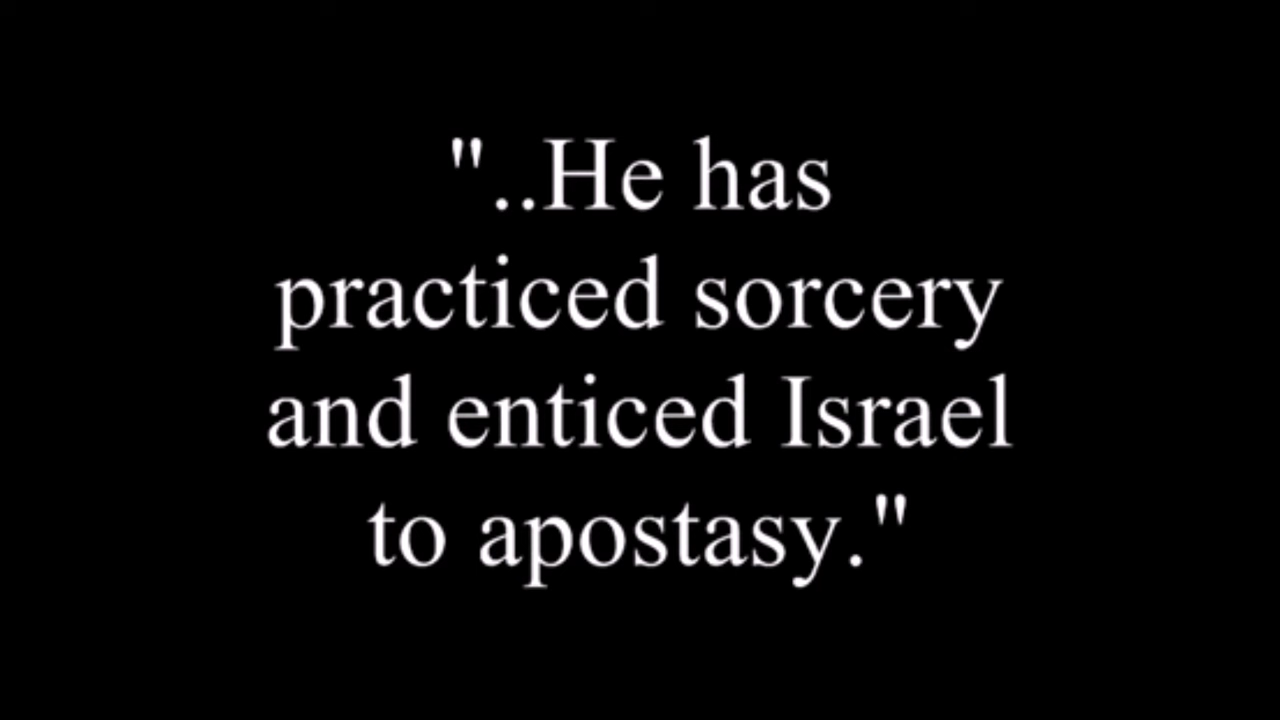 "..He has
practiced sorcery
and enticed Israel
to apostasy."